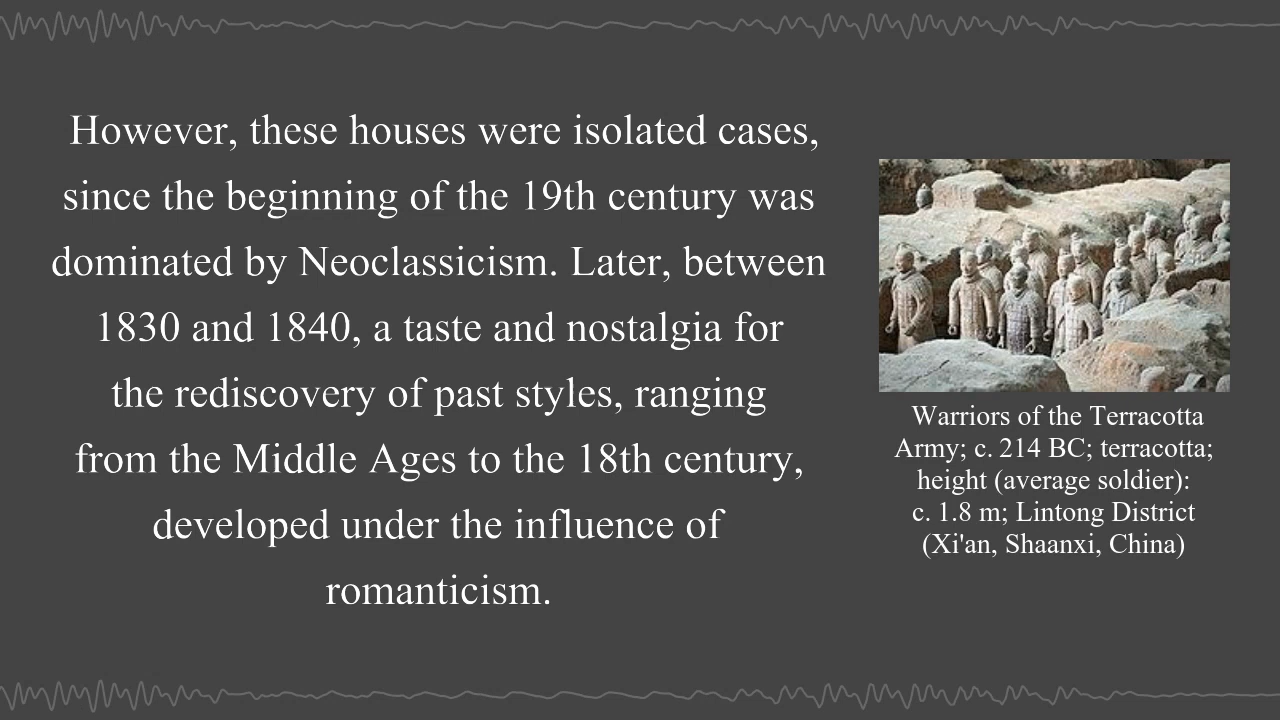 However, these houses were isolated cases,
since the beginning of the 19th century was
dominated by Neoclassicism. Later, between
1830 and 1840, a taste and nostalgia for
the rediscovery of past styles, ranging
from the Middle Ages to the 18th century,
developed under the influence of
romanticism.
Warriors of the Terracotta
Army; c. 214 BC; terracotta;
height (average soldier):
c. 1.8 m; Lintong District
(Xi'an, Shaanxi, China)